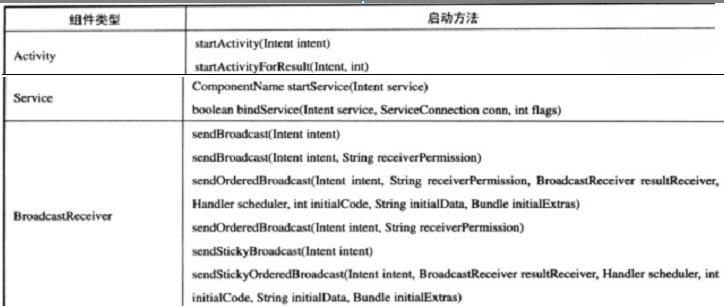 组件类型 启动方法
Activity
startActivity(Intent intent)
startActivityForResult(Intent, int)
Service
ComponentName startService(Intent service)
boolean bindService(Intent service, ServiceConnection conn, int flags)
BroadcastReceiver
sendBroadcast(Intent intent)
sendBroadcast(Intent intent, String receiverPermission)
sendOrderedBroadcast(Intent intent, String receiverPermission, BroadcastReceiver resultReceiver,
Handler scheduler, int initialCode, String initialData, Bundle initialExtras)
sendOrderedBroadcast(Intent intent, String receiverPermission)
sendStickyBroadcast(Intent intent)
sendStickyOrderedBroadcast(Intent intent, BroadcastReceiver resultReceiver, Handler scheduler, int
initialCode, String initialData, Bundle initialExtras)